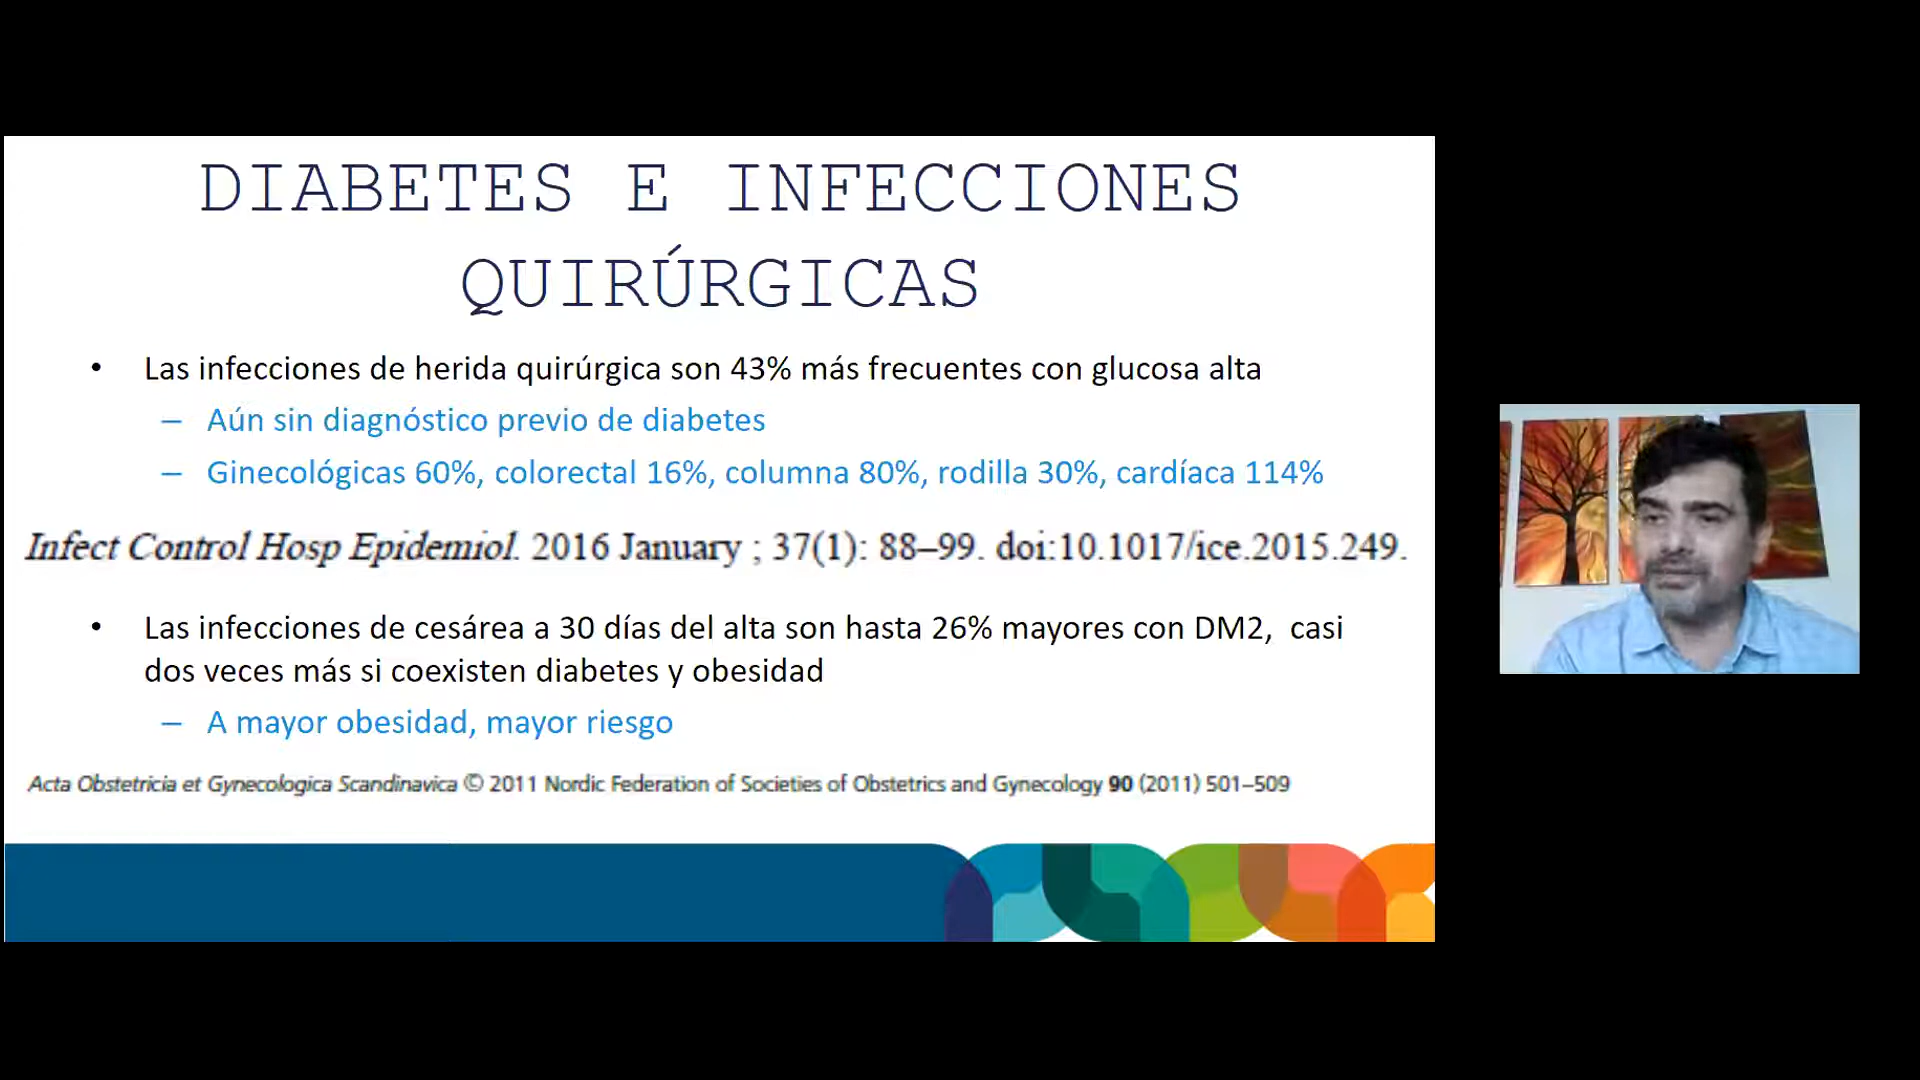 DIABETES E INFECCIONES
QUIRÚRGICAS
• Las infecciones de herida quirúrgica son 43% más frecuentes con glucosa alta
– Aún sin diagnóstico previo de diabetes
– Ginecológicas 60%, colorectal 16%, columna 80%, rodilla 30%, cardíaca 114%
Infect Control Hosp Epidemiol. 2016 January ; 37(1): 88–99. doi:10.1017/ice.2015.249.
• Las infecciones de cesárea a 30 días del alta son hasta 26% mayores con DM2, casi
dos veces más si coexisten diabetes y obesidad
– A mayor obesidad, mayor riesgo
Acta Obstetricia et Gynecologica Scandinavica © 2011 Nordic Federation of Societies of Obstetrics and Gynecology 90 (2011) 501–509